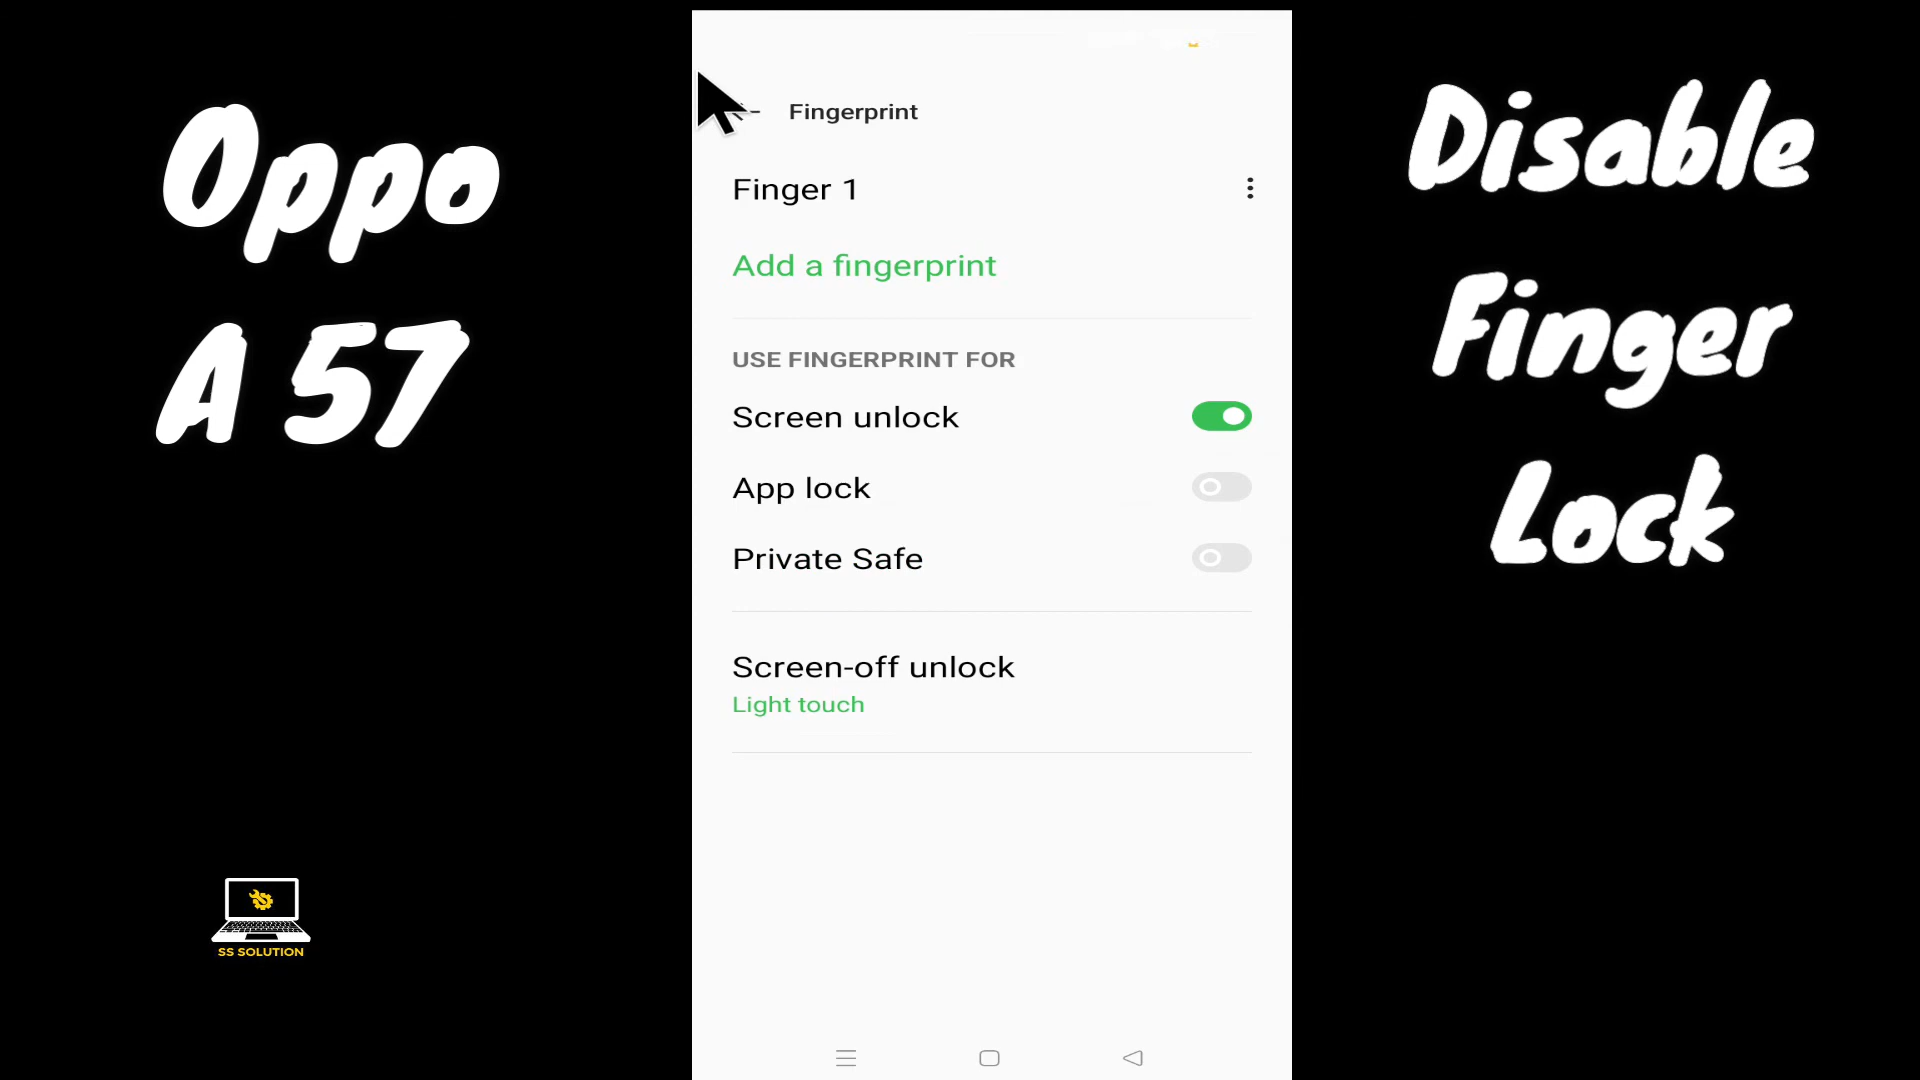 Oppo
A 57
Fingerprint
Finger 1
Add a fingerprint
USE FINGERPRINT FOR
Screen unlock
App lock
Private Safe
Screen-off unlock
Light touch
Disable
Finger
Lock
SS SOLUTION